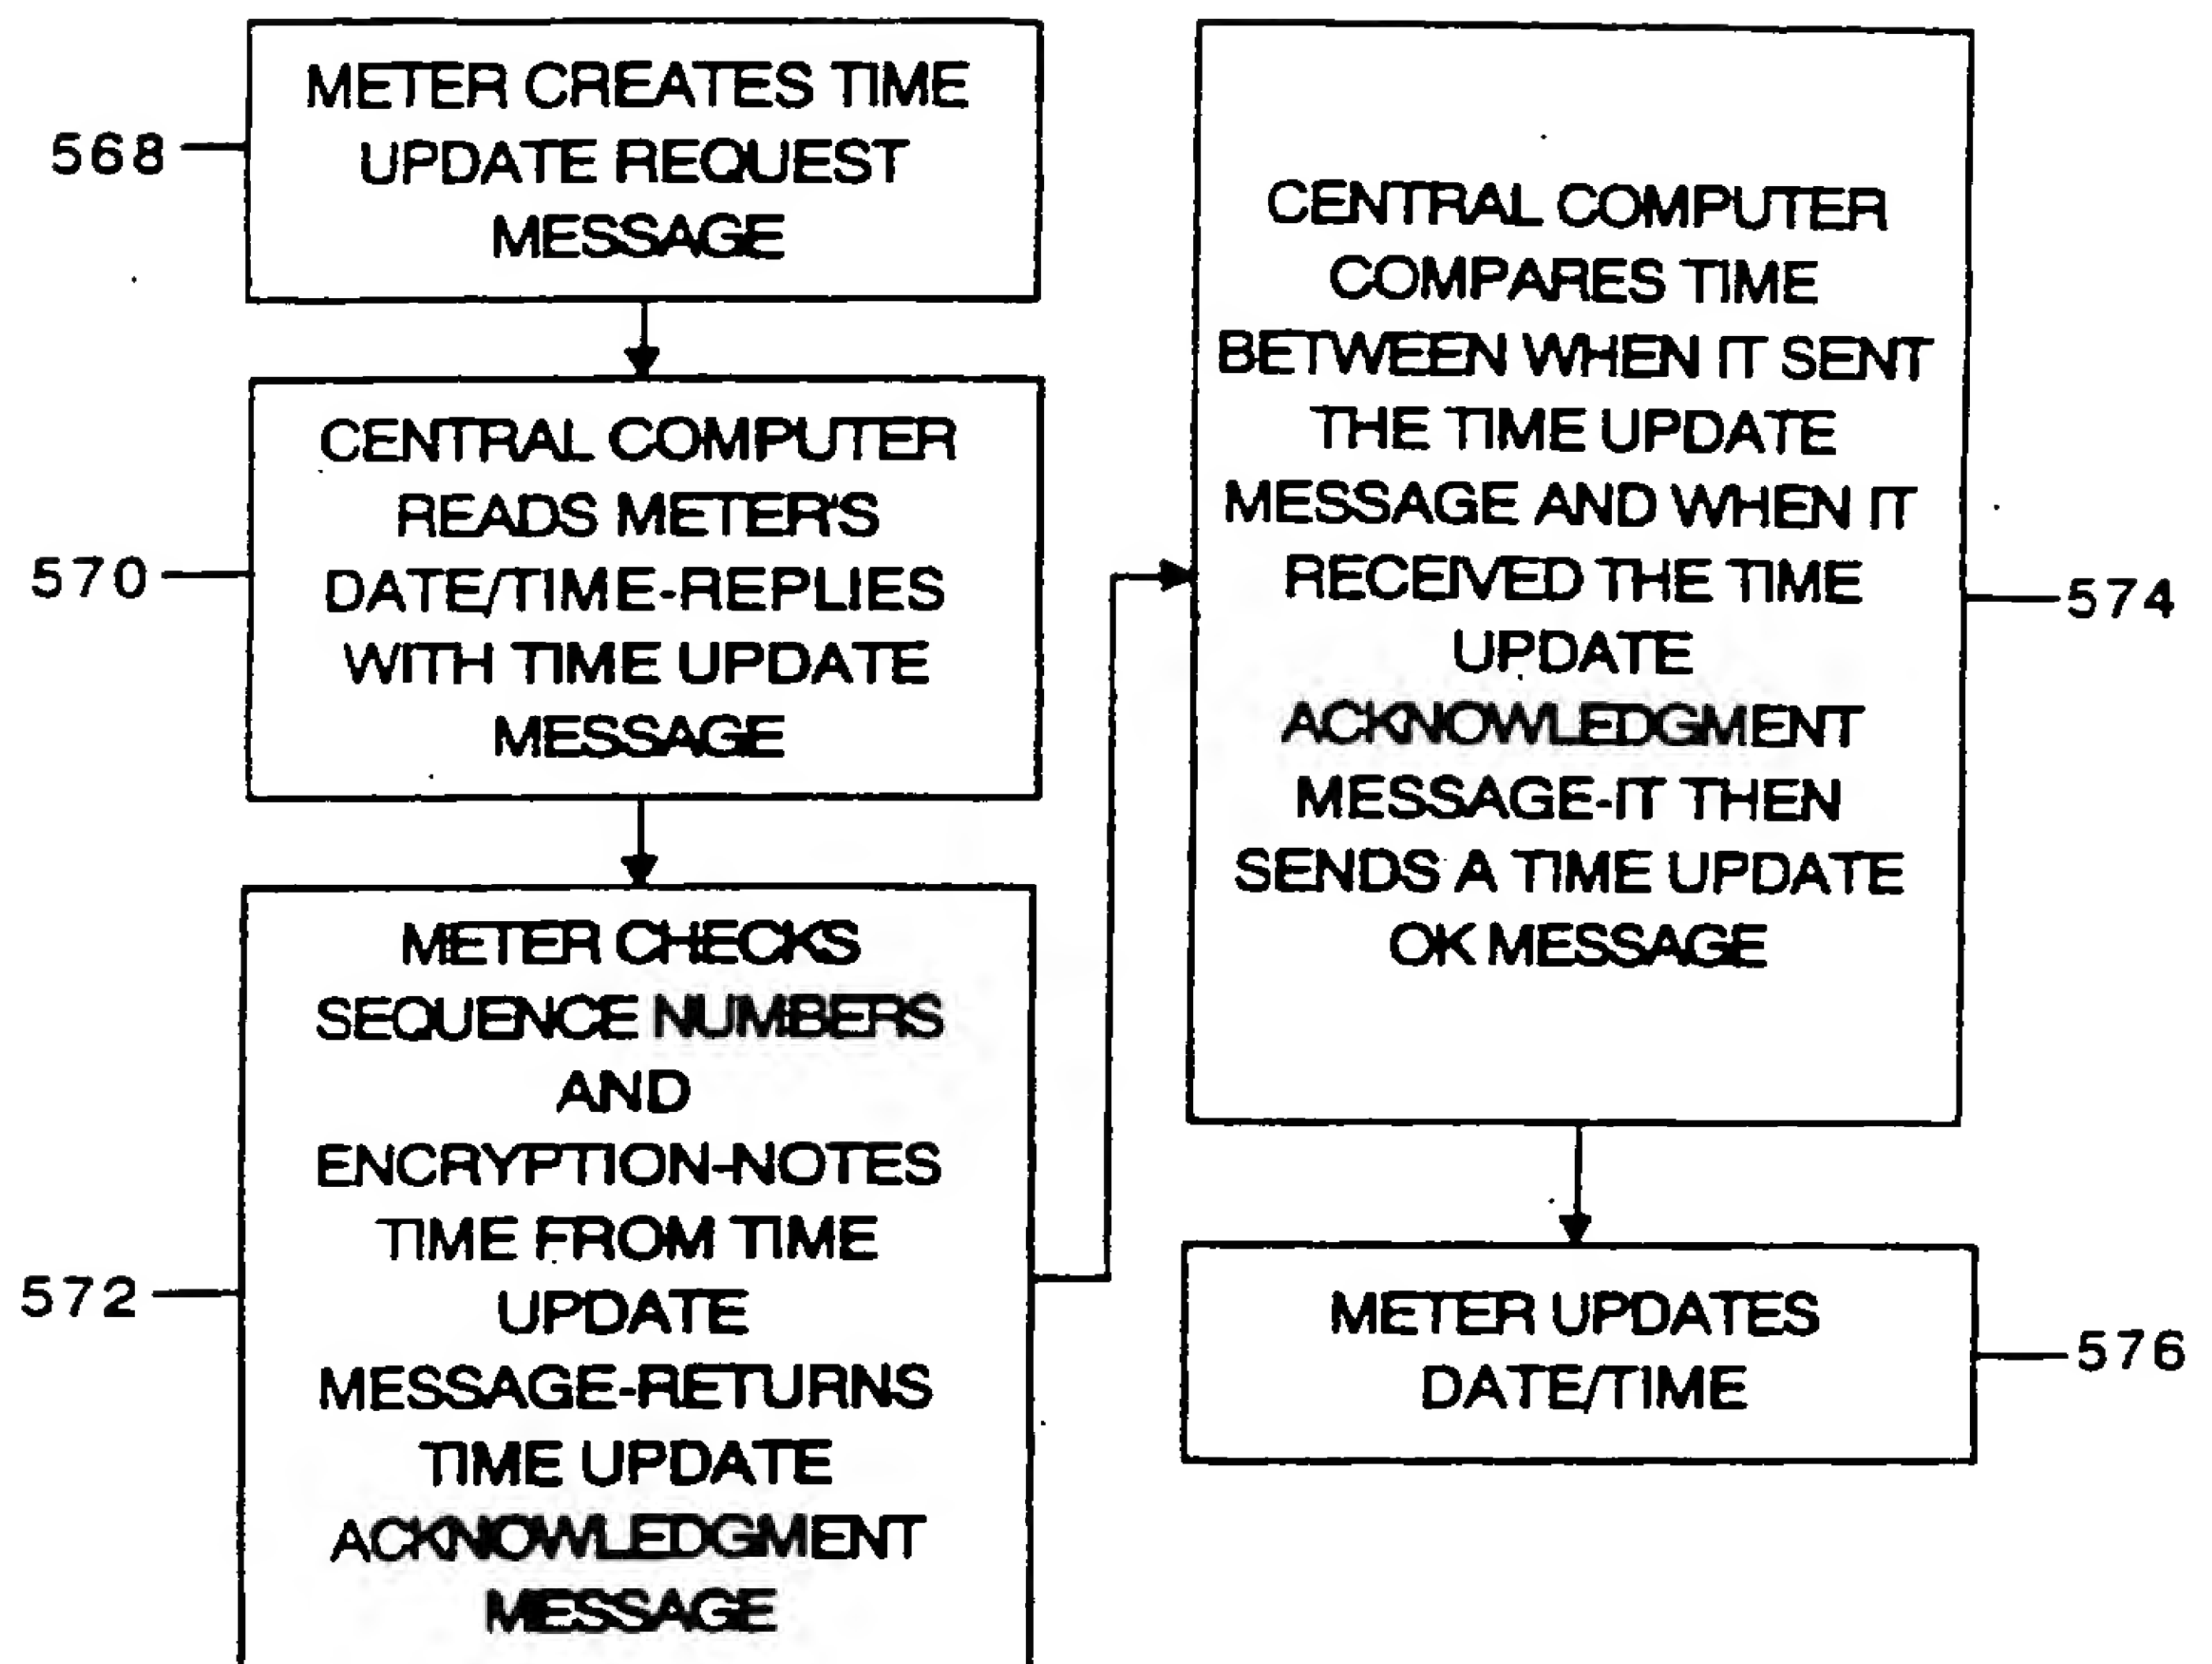 568
METER CREATES TIME
UPDATE REQUEST
MESSAGE
570
CENTRAL COMPUTER
READS METER'S
DATE/TIME-REPLIES
WITH TIME UPDATE
MESSAGE
572
METER CHECKS
SEQUENCE NUMBERS
AND
ENCRYPTION-NOTES
TIME FROM TIME
UPDATE
MESSAGE-RETURNS
TIME UPDATE
ACKNOWLEDGMENT
MESSAGE
CENTRAL COMPUTER
COMPARES TIME
BETWEEN WHEN IT SENT
THE TIME UPDATE
MESSAGE AND WHEN IT
RECEIVED THE TIME
UPDATE
ACKNOWLEDGMENT
MESSAGE-IT THEN
SENDS A TIME UPDATE
OK MESSAGE
574
METER UPDATES
DATE/TIME
576